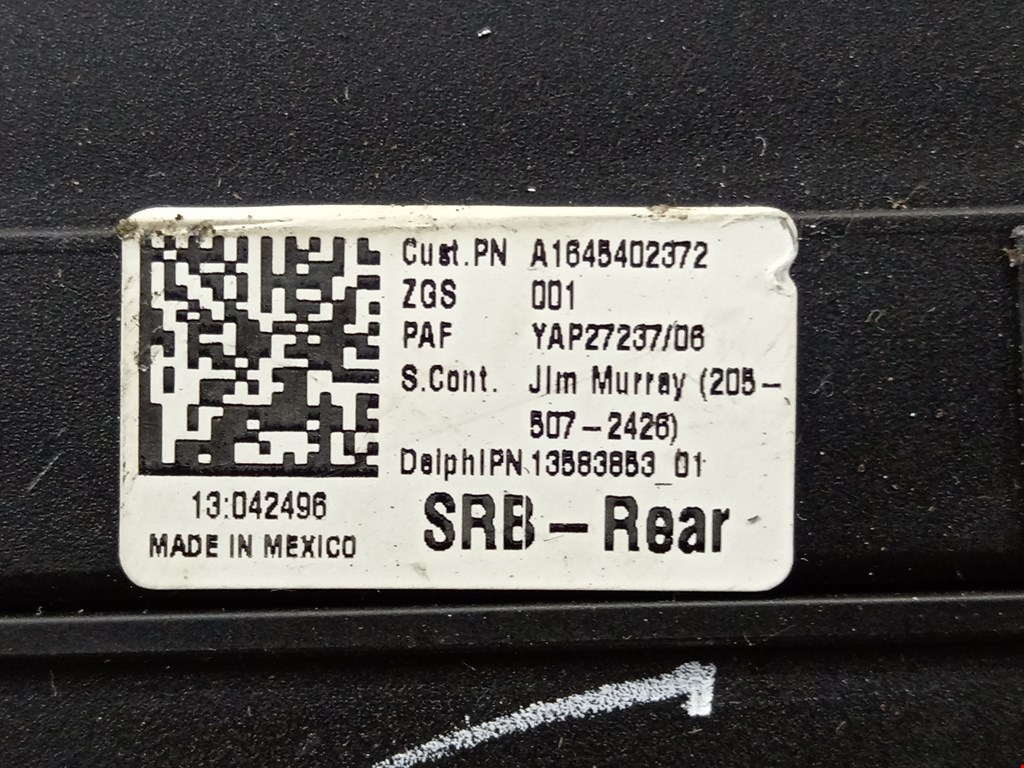 Cust.PN A1645402372
ZGS 001
PAF YAP27237/06
S.Cont. Jim Murray (205-
507-2426)
DelphiPN 13583853_01
SRB-Rear
13:042496
MADE IN MEXICO